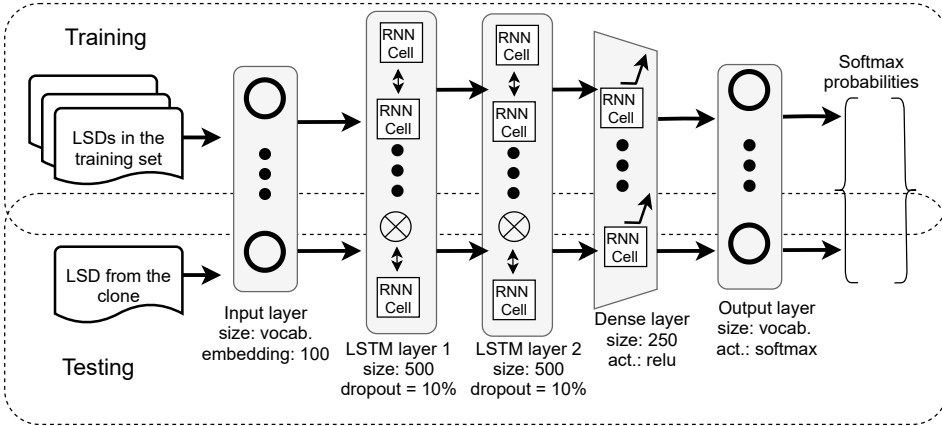 Training
LSDs in the
training set
RNN
Cell
RNN
Cell
RNN
Cell
RNN
Cell
RNN
Cell
RNN
Cell
RNN
Cell
RNN
Cell
Softmax
probabilities
LSD from the
clone
Input layer
size: vocab.
embedding: 100
LSTM layer 1
size: 500
dropout = 10%
LSTM layer 2
size: 500
dropout = 10%
Dense layer
size: 250
act.: relu
Output layer
size: vocab.
act.: softmax
Testing